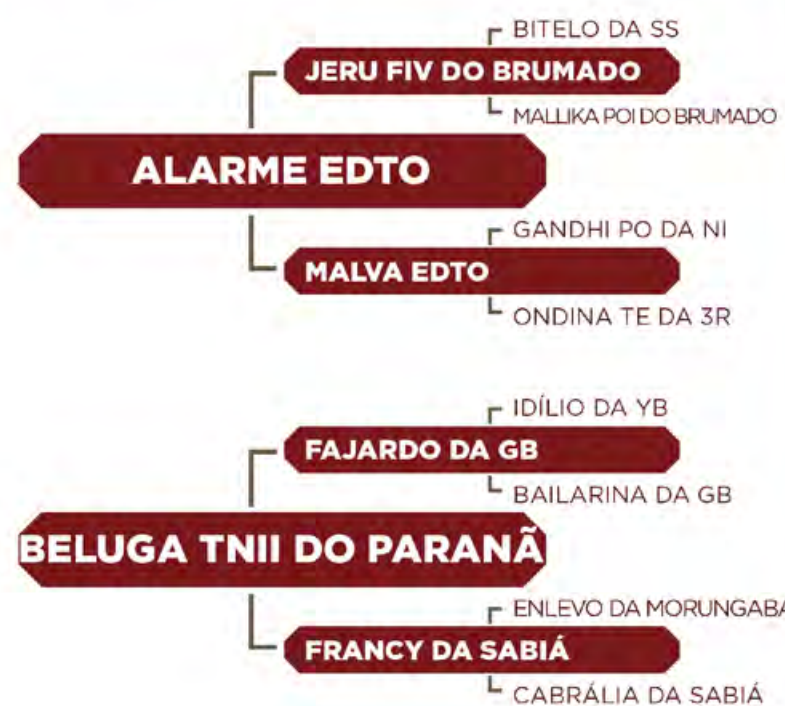 BITELO DA SS
JERU FIV DO BRUMADO
MALLIKA POI DO BRUMADO
ALARME EDTO
GANDHI PO DA NI
MALVA EDTO
ONDINA TE DA 3R
IDÍLIO DA YB
FAJARDO DA GB
BAILARINA DA GB
BELUGA TNII DO PARANÃ
ENLEVO DA MORUNGABA
FRANCY DA SABIÁ
CABRÁLIA DA SABIÁ